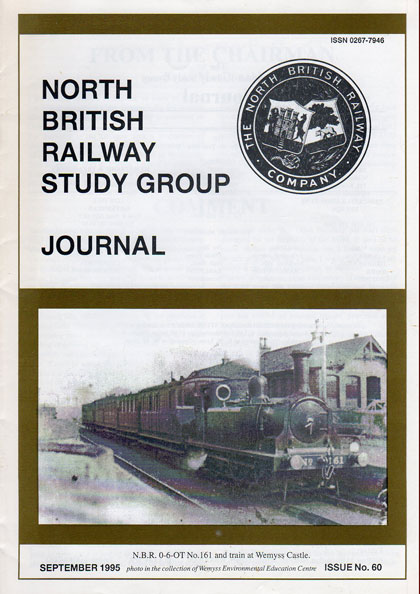 ISSN 0267-7946
NORTH
BRITISH
RAILWAY
STUDY GROUP
JOURNAL
THE NORTH BRITISH RAILWAY
COMPANY.
No 161
N.B.R. 0-6-OT No.161 and train at Wemyss Castle.
SEPTEMBER 1995 photo in the collection of Wemyss Environmental Education Centre ISSUE No. 60